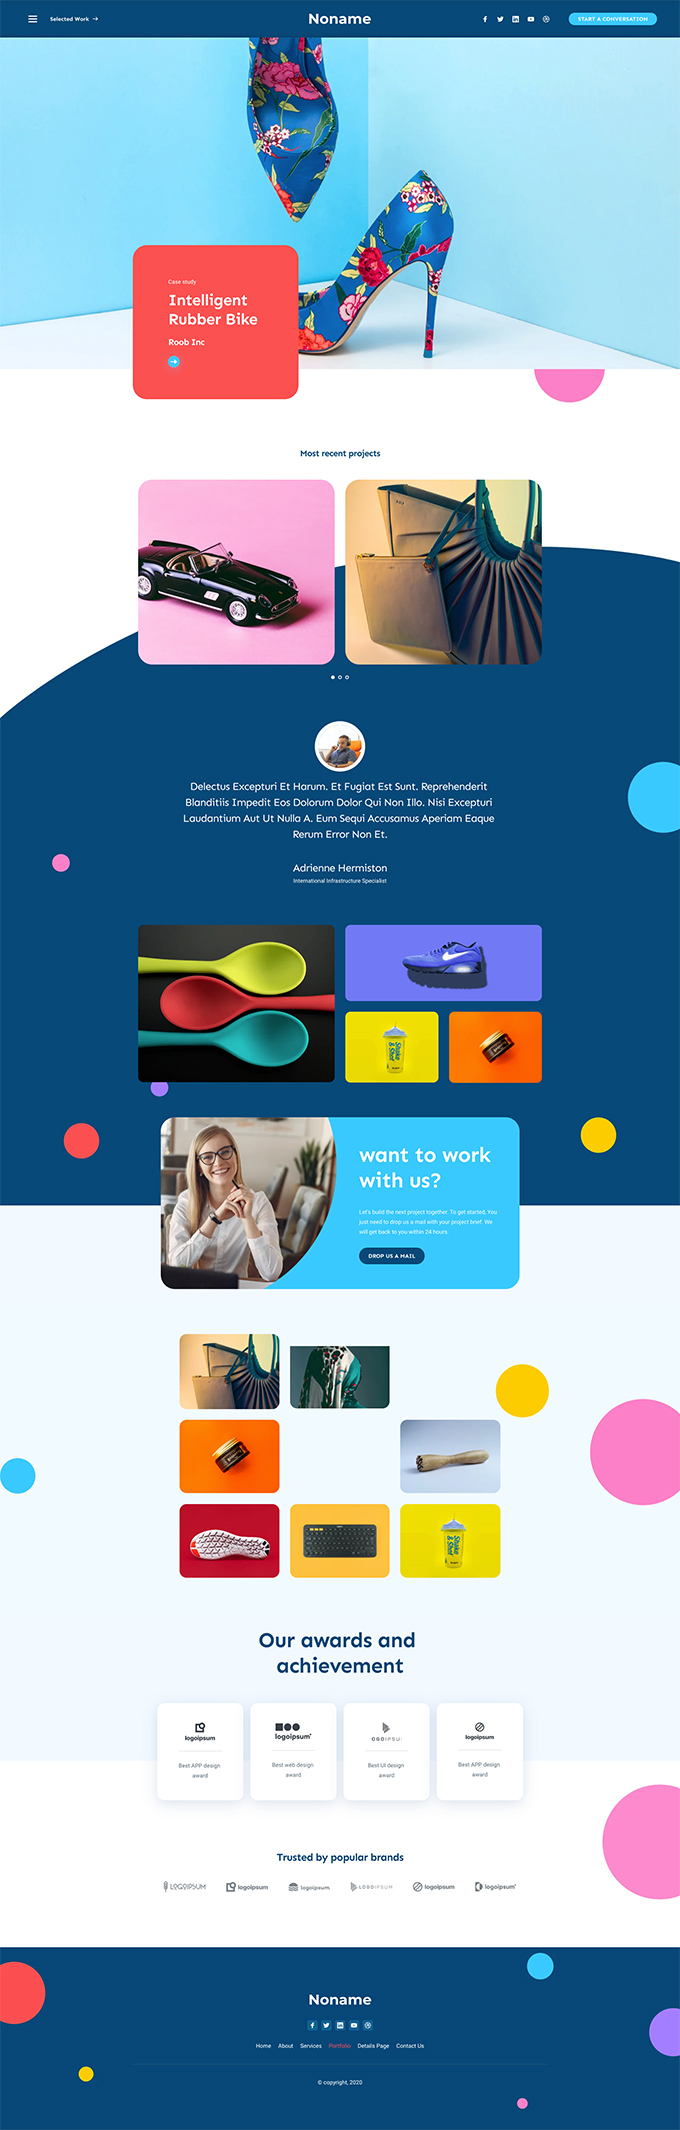 Selected Work →
Noname
START A CONVERSATION
Case study
Intelligent
Rubber Bike
Roob Inc
Most recent projects
Delectus Excepturi Et Harum. Et Fugiat Est Sunt. Reprehenderit
Blanditiis Impedit Eos Dolorum Dolor Qui Non Illo. Nisi Excepturi
Laudantium Aut Ut Nulla A. Eum Sequi Accusamus Aperiam Eaque
Rerum Error Non Et.
Adrienne Hermiston
International Infrastructure Specialist
Shake
& Shot
want to work
with us?
Let's build the next project together. To get started, You
just need to drop us a mail with your project brief. We
will get back to you within 24 hours.
DROP US A MAIL
Shake
& Shot
Our awards and
achievement
logoipsum
logoipsum
OGOIPSU
logoipsum
Best APP design
award
Best web design
award
Best UI design
award
Best APP design
award
Trusted by popular brands
LOGOIPSUM
logoipsum
logoipsum
LOGOIPSUM
logoipsum
logoipsum
Noname
Home About Services Portfolio Details Page Contact Us
© copyright, 2020